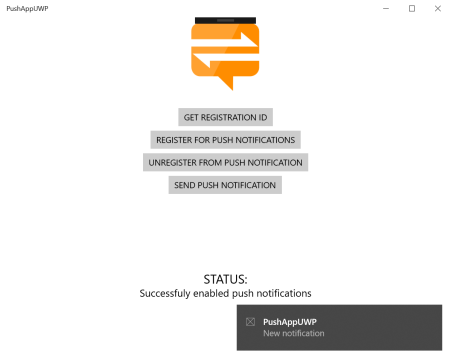 PushAppUWP
GET REGISTRATION ID
REGISTER FOR PUSH NOTIFICATIONS
UNREGISTER FROM PUSH NOTIFICATION
SEND PUSH NOTIFICATION
STATUS:
Successfuly enabled push notifications
PushAppUWP
New notification